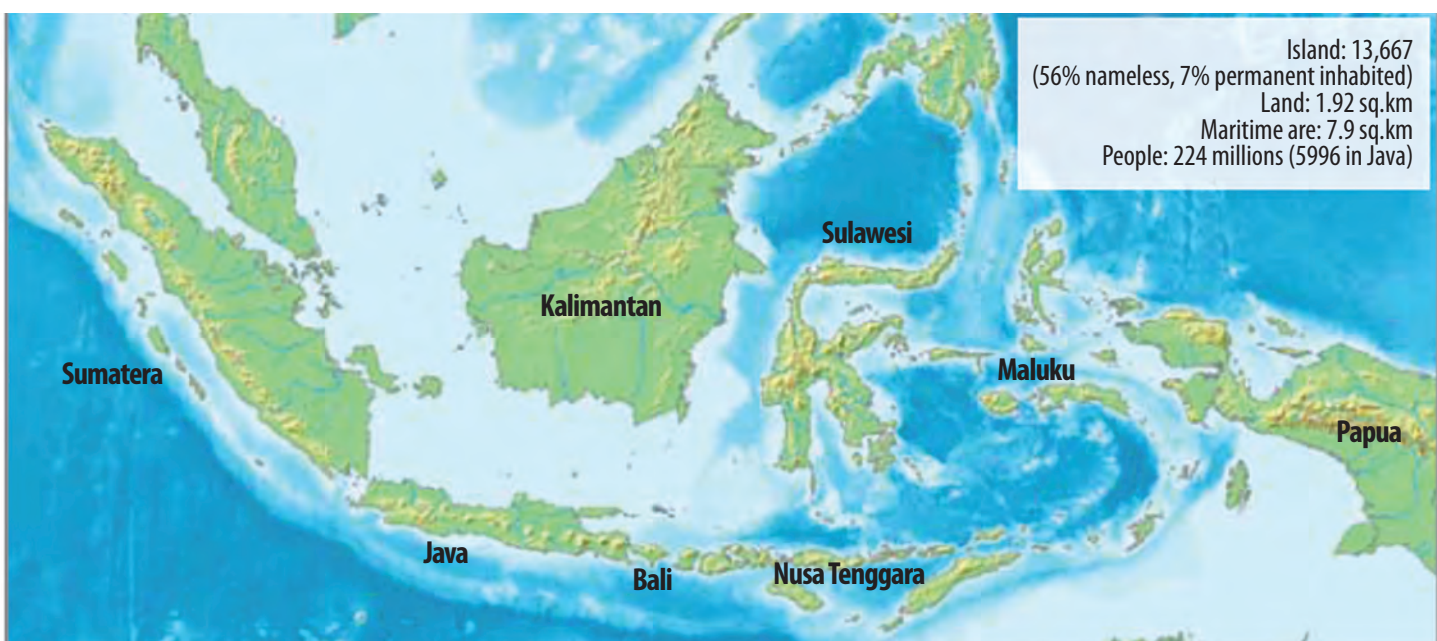 Island: 13,667
(56% nameless, 7% permanent inhabited)
Land: 1.92 sq.km
Maritime are: 7.9 sq.km
People: 224 millions (5996 in Java)
Sulawesi
Kalimantan
Maluku
Sumatera
Papua
Java
Bali
Nusa Tenggara